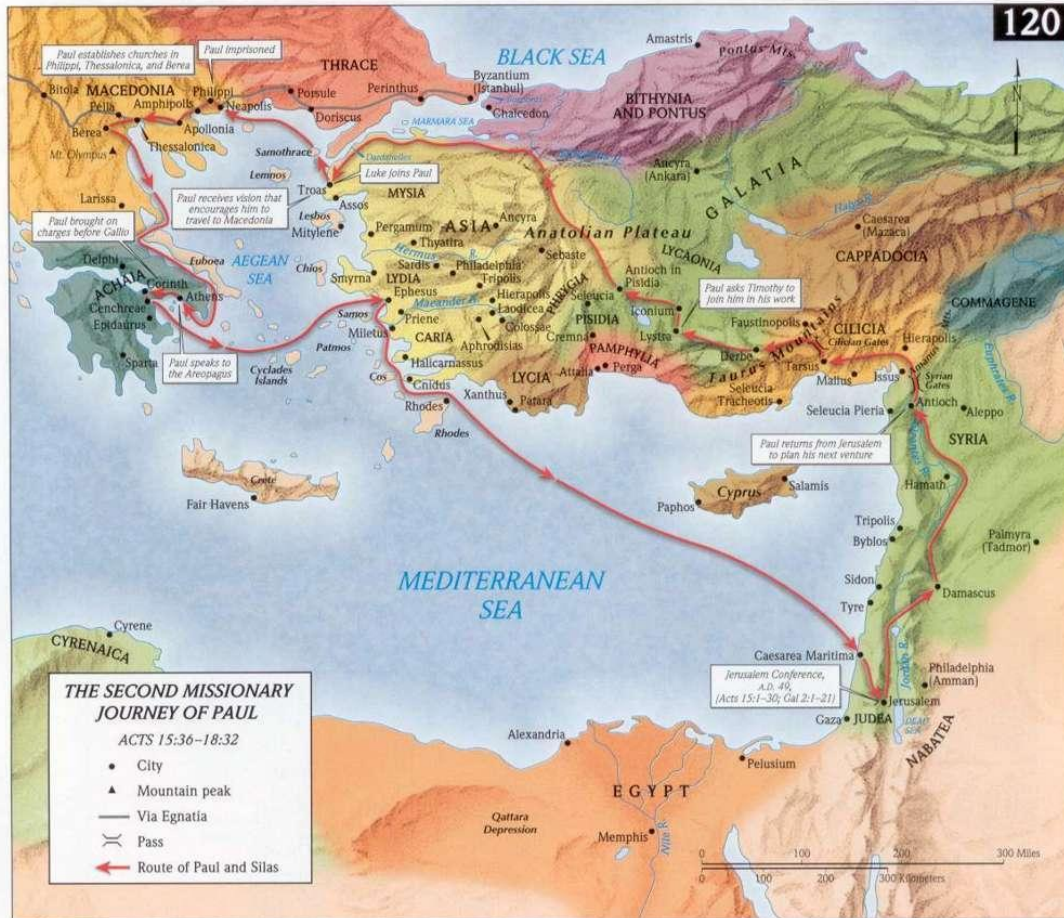 120
Paul establishes churches in
Philippi, Thessalonica, and Berea
Paul imprisoned
BLACK SEA
Amastris
Pontus Mts.
THRACE
Byzantium
(Istanbul)
Bitola
MACEDONIA
Philippi
Porsule
Perinthus
Pella
Amphipolis
Neapolis
Doriscus
Chalcedon
BITHYNIA
AND PONTUS
Berea
Apollonia
MARMARA SEA
Mt. Olympus
Thessalonica
Samothrace
Dardanelles
Lemnos
Luke joins Paul
Ancyra
(Ankara)
GALATIA
Troas
MYSIA
Paul receives vision that
encourages him to
travel to Macedonia
Assos
Larissa
Lesbos
Mitylene
Pergamum
ASIA
Ancyra
Anatolian Plateau
Halys R.
Caesarea
(Mazaca)
Paul brought on
charges before Gallio
Thyatira
Sebaste
LYCAONIA
CAPPADOCIA
Delphi
Euboea
AEGEAN
SEA
Chios
Hermus R.
Sardis
Philadelphia
Smyrna
LYDIA
Tripolis
PHRYGIA
Antioch in
Pisidia
Paul asks Timothy to
join him in his work
ACHAIA
Corinth
Athens
Ephesus
Hierapolis
Seleucia
Iconium
COMMAGENE
Cenchreae
Samos
Maeander R.
Laodicea
PISIDIA
Faustinopolis
CILICIA
Cilician Gates
Epidaurus
Priene
Colossae
Cremna
Lystra
Taurus Mountains
Hierapolis
Miletus
CARIA
Aphrodisias
PAMPHYLIA
Derbe
Tarsus
Amanus Mts.
Euphrates R.
Sparta
Paul speaks to
the Areopagus
Patmos
Halicarnassus
Attalia
Perga
Mallus
Issus
Syrian
Gates
Cyclades
Islands
Cos
Cnidus
LYCIA
Seleucia
Tracheotis
Antioch
Xanthus
Patara
Seleucia Pieria
Aleppo
Rhodes
Rhodes
SYRIA
Paul returns from Jerusalem
to plan his next venture
Orontes R.
Crete
Cyprus
Salamis
Hamath
Fair Havens
Paphos
Tripolis
Byblos
Palmyra
(Tadmor)
MEDITERRANEAN
SEA
Sidon
Damascus
Tyre
Cyrene
CYRENAICA
Caesarea Maritima
Jordan R.
Philadelphia
(Amman)
Jerusalem Conference,
A.D. 49,
(Acts 15:1–30; Gal 2:1–21)
Jerusalem
Gaza
JUDEA
DEAD
SEA
NABATEA
Alexandria
Pelusium
EGYPT
Qattara
Depression
Memphis
Nile R.
THE SECOND MISSIONARY
JOURNEY OF PAUL
ACTS 15:36–18:32
City
Mountain peak
Via Egnatia
Pass
Route of Paul and Silas
0 100 200 300 Miles
0 100 200 300 Kilometers